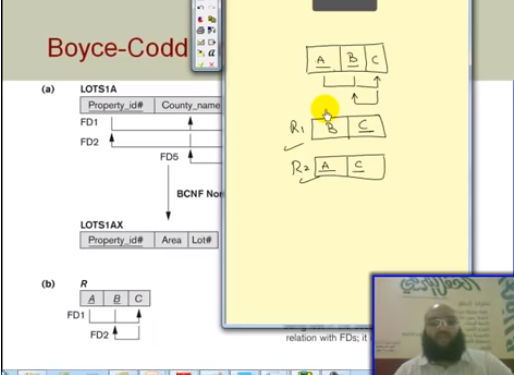 Boyce-Codd
(a) LOTS1A
Property_id# County_name
FD1
FD2
FD5
BCNF Nor
LOTS1AX
Property_id# Area Lot#
(b) R
A B C
FD1
FD2
A B C
R1 B C
R2 A C
relation with FDs; it